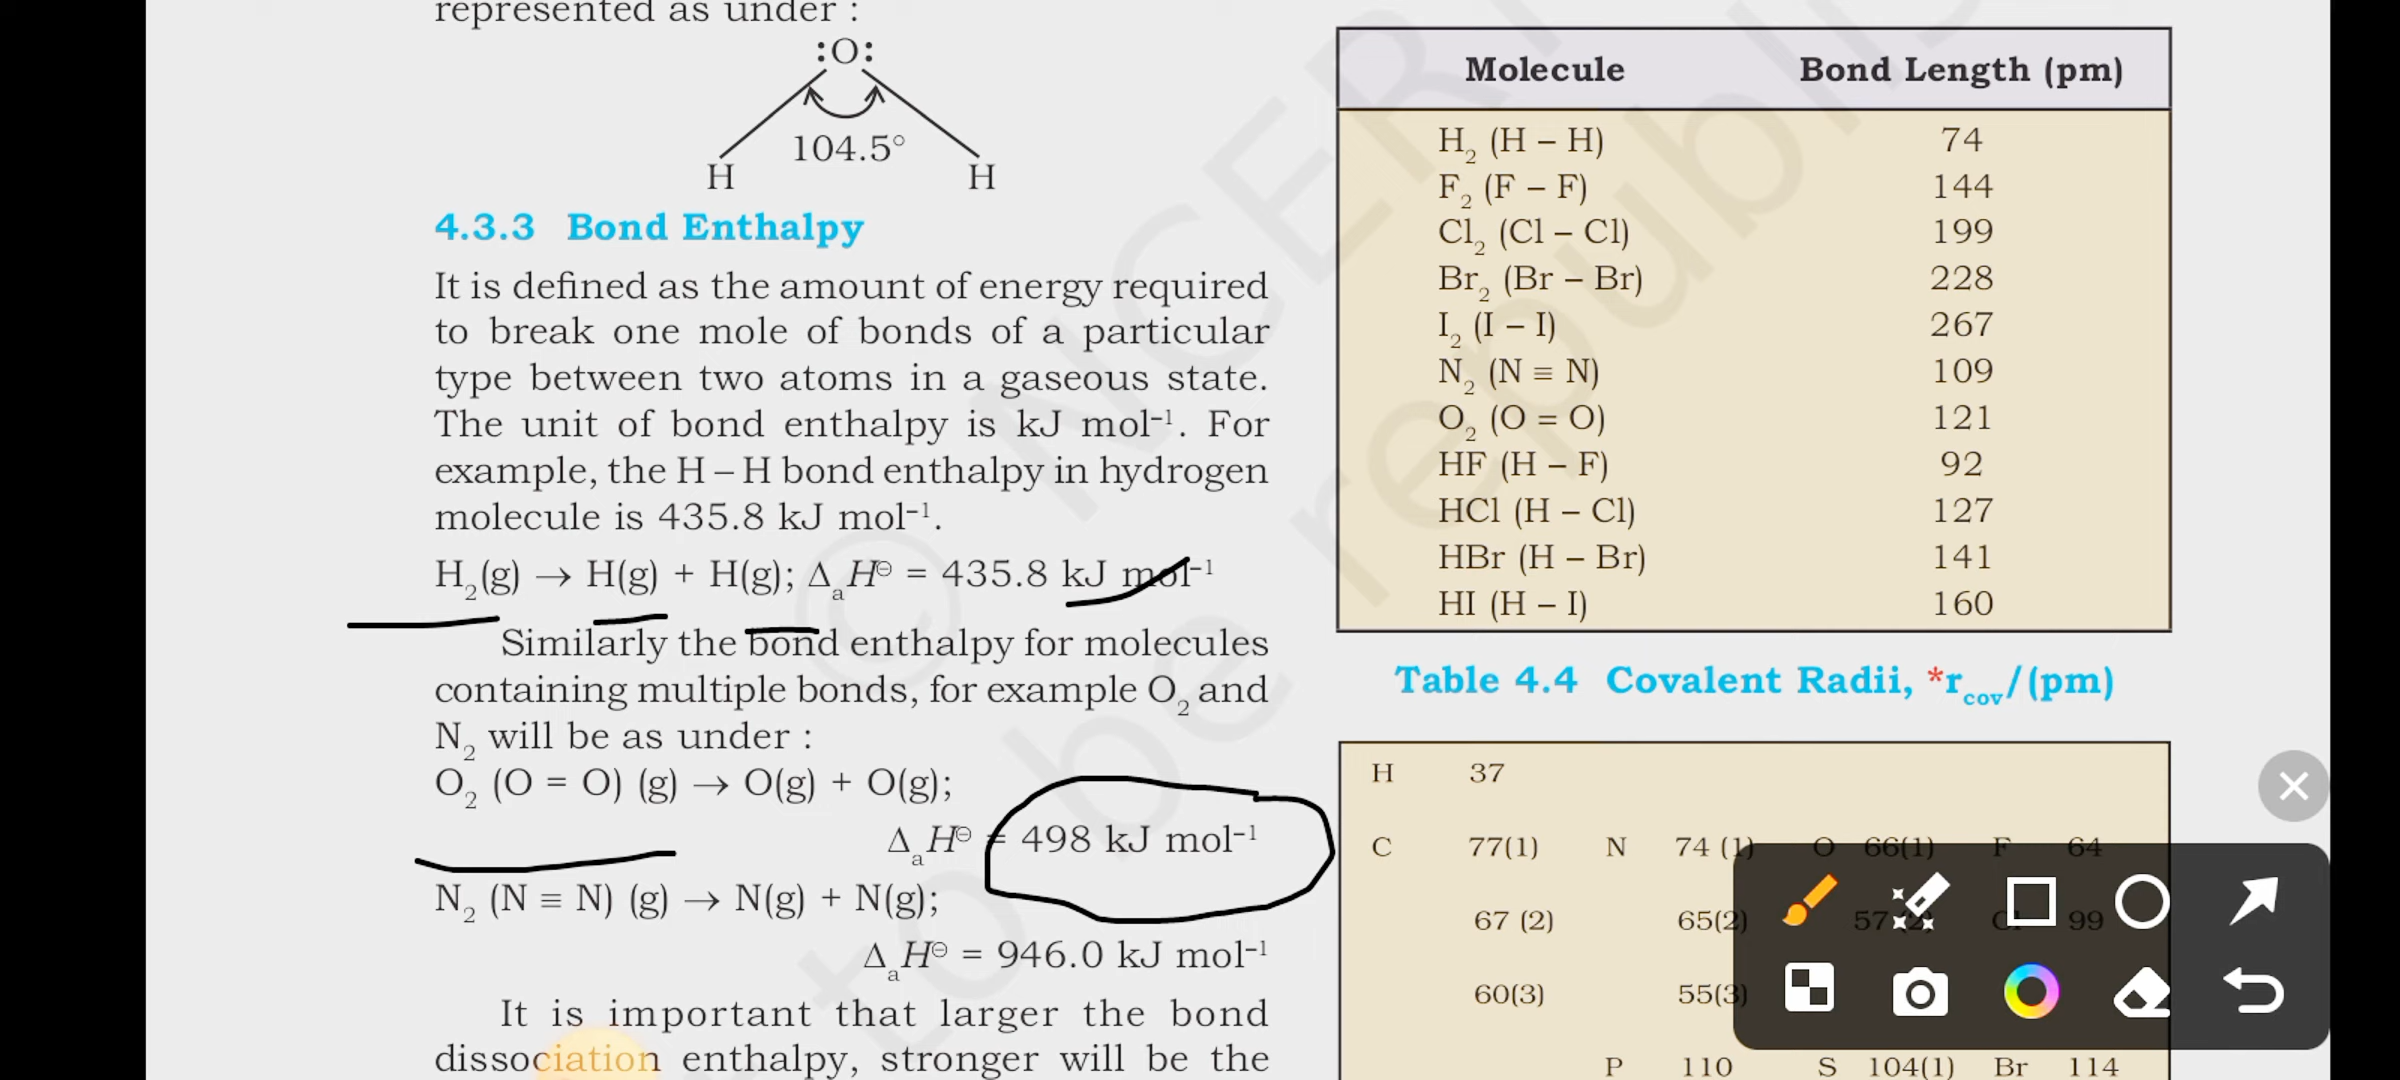 represented as under :
:O:
104.5°
H H
4.3.3 Bond Enthalpy
It is defined as the amount of energy required
to break one mole of bonds of a particular
type between two atoms in a gaseous state.
The unit of bond enthalpy is kJ mol⁻¹. For
example, the H – H bond enthalpy in hydrogen
molecule is 435.8 kJ mol⁻¹.
H₂(g) → H(g) + H(g); ΔₐH⊖ = 435.8 kJ mol⁻¹
Similarly the bond enthalpy for molecules
containing multiple bonds, for example O₂ and
N₂ will be as under :
O₂ (O = O) (g) → O(g) + O(g);
ΔₐH⊖ = 498 kJ mol⁻¹
N₂ (N ≡ N) (g) → N(g) + N(g);
ΔₐH⊖ = 946.0 kJ mol⁻¹
It is important that larger the bond
dissociation enthalpy, stronger will be the
Molecule Bond Length (pm)
H₂ (H – H) 74
F₂ (F – F) 144
Cl₂ (Cl – Cl) 199
Br₂ (Br – Br) 228
I₂ (I – I) 267
N₂ (N ≡ N) 109
O₂ (O = O) 121
HF (H – F) 92
HCl (H – Cl) 127
HBr (H – Br) 141
HI (H – I) 160
Table 4.4 Covalent Radii, *r_cov/(pm)
H 37
C 77(1) N 74 (1) O 66(1) F 64
67 (2) 65(2) 57 (2) Cl 99
60(3) 55(3)
P 110 S 104(1) Br 114
© NCERT
to be republis